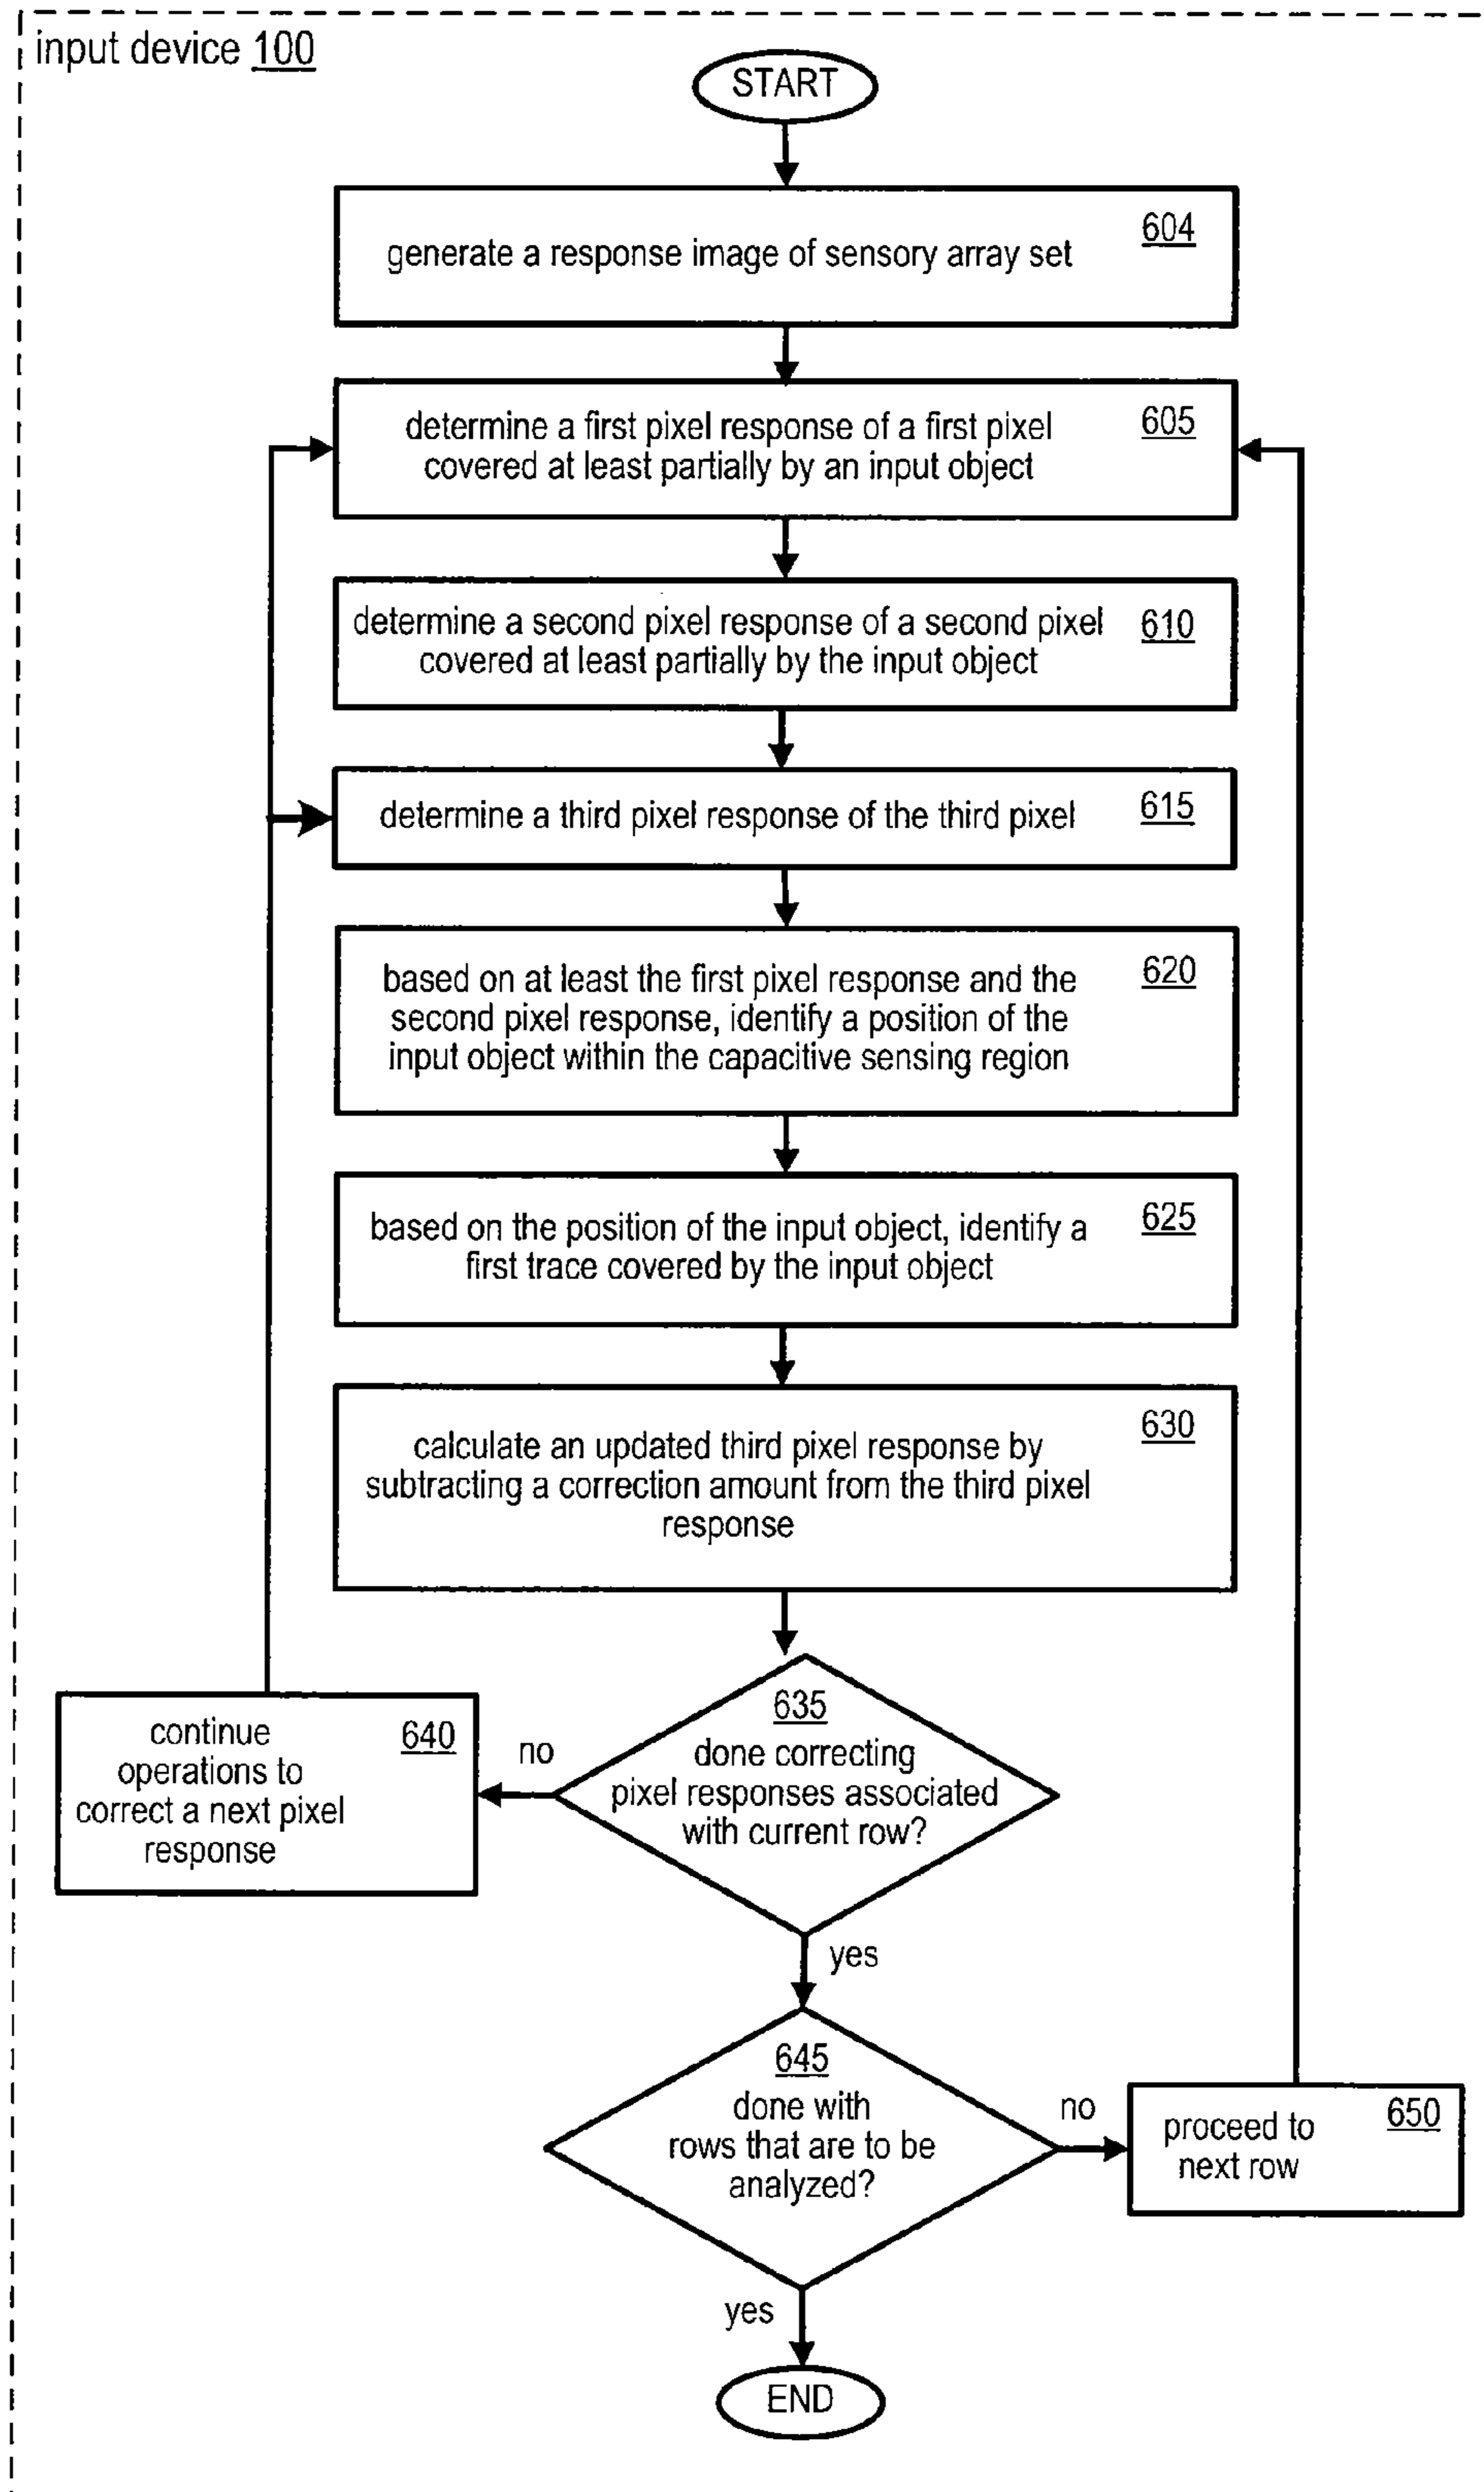 input device 100
START
604
generate a response image of sensory array set
605
determine a first pixel response of a first pixel
covered at least partially by an input object
determine a second pixel response of a second pixel 610
covered at least partially by the input object
determine a third pixel response of the third pixel 615
620
based on at least the first pixel response and the
second pixel response, identify a position of the
input object within the capacitive sensing region
625
based on the position of the input object, identify a
first trace covered by the input object
630
calculate an updated third pixel response by
subtracting a correction amount from the third pixel
response
635
done correcting
pixel responses associated
with current row?
no
continue 640
operations to
correct a next pixel
response
yes
645
done with
rows that are to be
analyzed?
no
650
proceed to
next row
yes
END